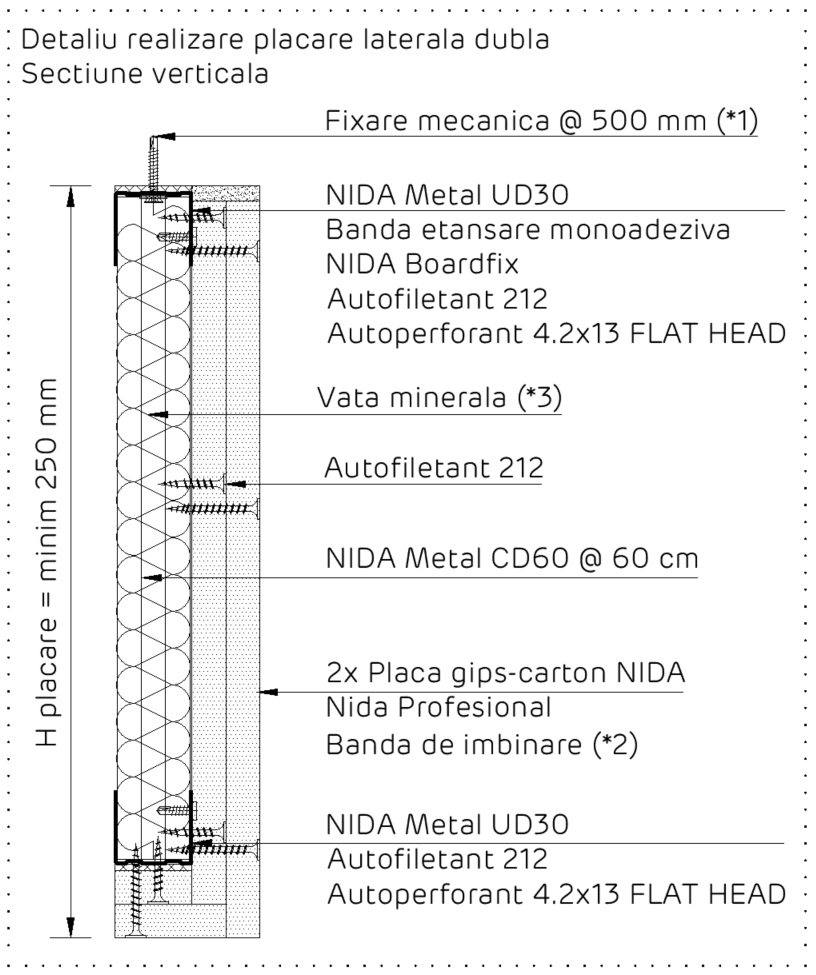 Detaliu realizare placare laterala dubla
Sectiune verticala
Fixare mecanica @ 500 mm (*1)
NIDA Metal UD30
Banda etansare monoadeziva
NIDA Boardfix
Autofiletant 212
Autoperforant 4.2x13 FLAT HEAD
Vata minerala (*3)
Autofiletant 212
NIDA Metal CD60 @ 60 cm
H placare = minim 250 mm
2x Placa gips-carton NIDA
Nida Profesional
Banda de imbinare (*2)
NIDA Metal UD30
Autofiletant 212
Autoperforant 4.2x13 FLAT HEAD